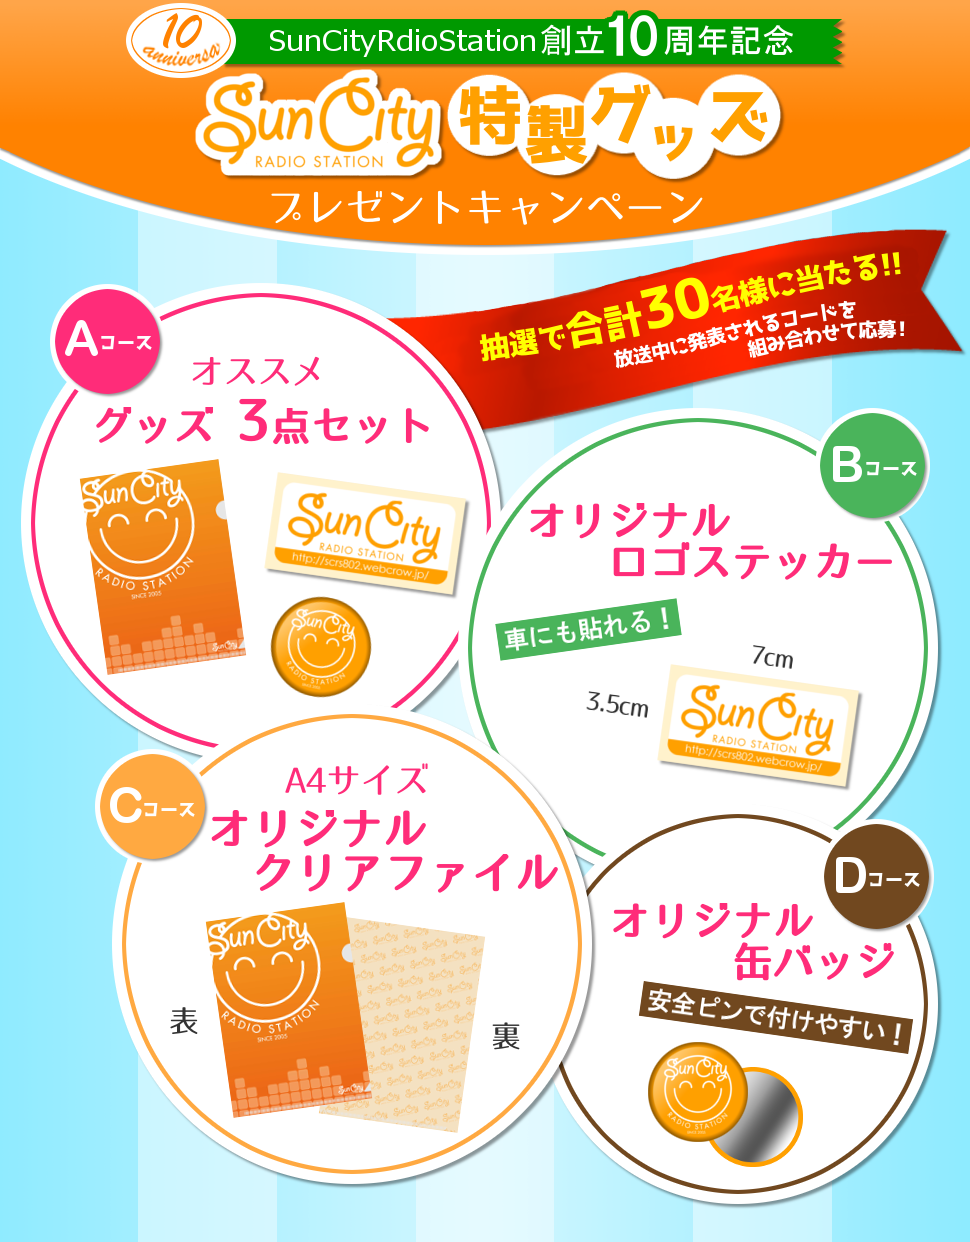 10
anniversa
SunCityRdioStation創立10周年記念
SunCity
RADIO STATION
特製グッズ
プレゼントキャンペーン
抽選で合計30名様に当たる!!
放送中に発表されるコードを
組み合わせて応募!
Aコース
オススメ
グッズ 3点セット
SunCity
RADIO STATION
SINCE 2005
SunCity
SunCity
RADIO STATION
http://scrs802.webcrow.jp/
SunCity
RADIO STATION
Bコース
オリジナル
ロゴステッカー
車にも貼れる！
7cm
3.5cm
SunCity
RADIO STATION
http://scrs802.webcrow.jp/
Cコース
A4サイズ
オリジナル
クリアファイル
SunCity
RADIO STATION
SINCE 2005
SunCity
表
裏
Dコース
オリジナル
缶バッジ
安全ピンで付けやすい！
SunCity
RADIO STATION